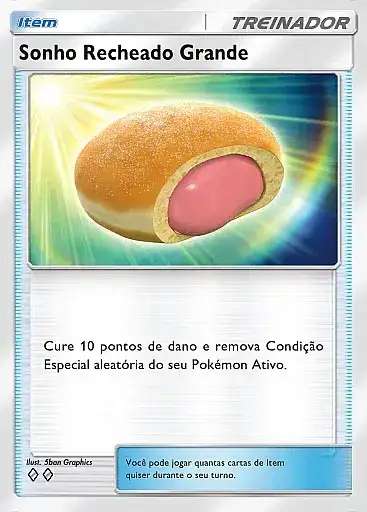 Item
TREINADOR
Sonho Recheado Grande
Cure 10 pontos de dano e remova Condição
Especial aleatória do seu Pokémon Ativo.
Ilust. 5ban Graphics
Você pode jogar quantas cartas de Item
quiser durante o seu turno.